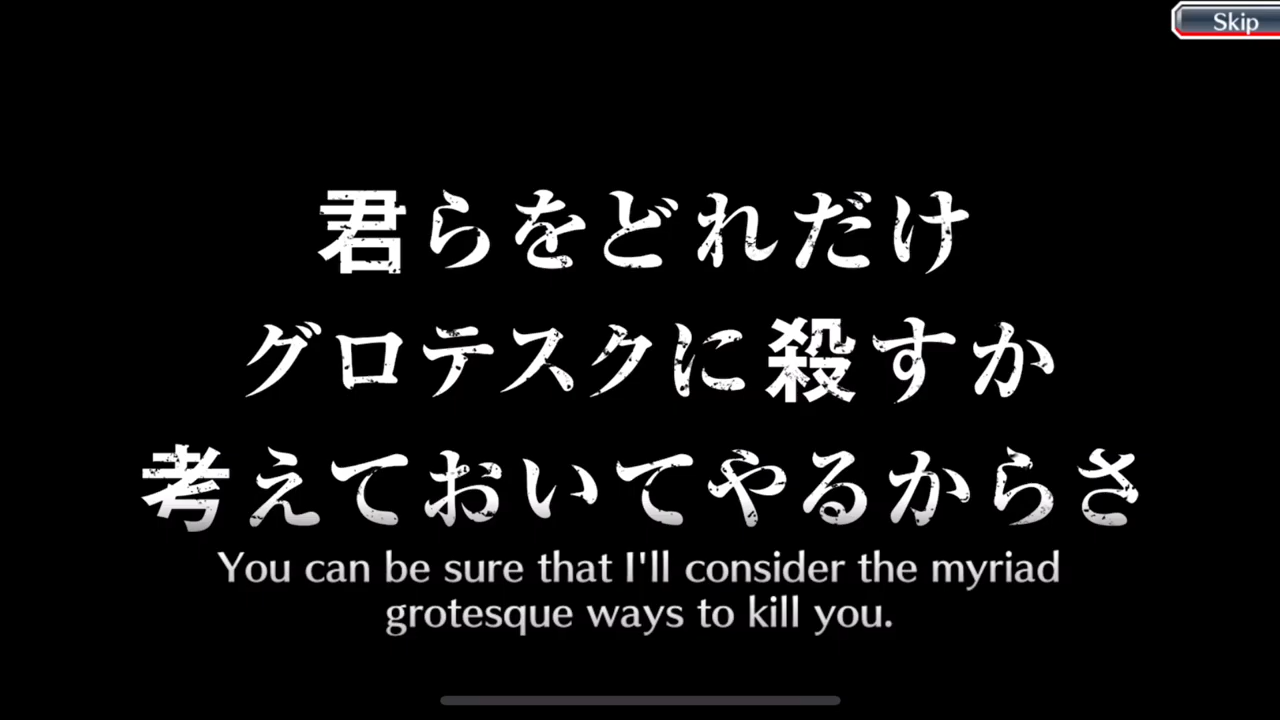 Skip
君らをどれだけ
グロテスクに殺すか
考えておいてやるからさ
You can be sure that I'll consider the myriad
grotesque ways to kill you.